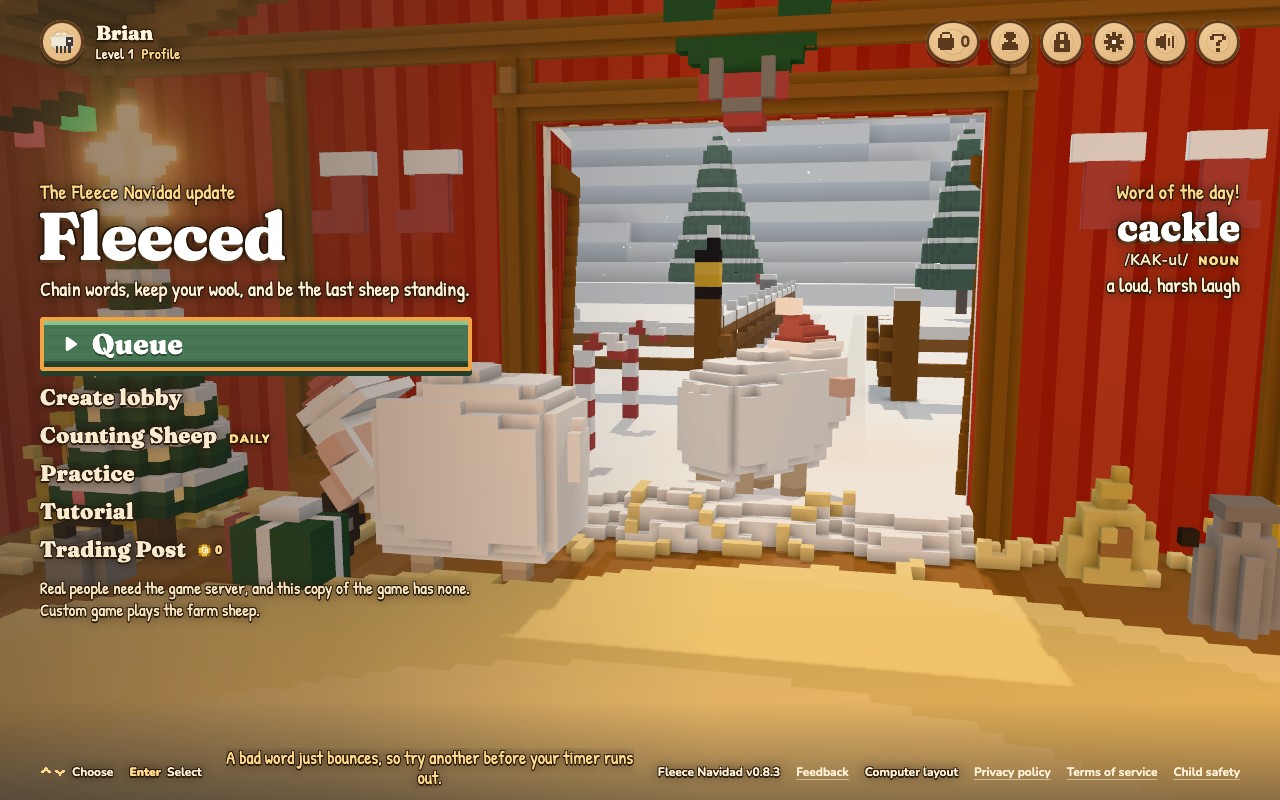 Brian
Level 1 Profile
0
The Fleece Navidad update
Fleeced
Chain words, keep your wool, and be the last sheep standing.
Queue
Create lobby
Counting Sheep DAILY
Practice
Tutorial
Trading Post 0
Real people need the game server, and this copy of the game has none.
Custom game plays the farm sheep.
Word of the day!
cackle
/KAK-ul/ NOUN
a loud, harsh laugh
Choose Enter Select
A bad word just bounces, so try another before your timer runs
out.
Fleece Navidad v0.8.3 Feedback Computer layout Privacy policy Terms of service Child safety